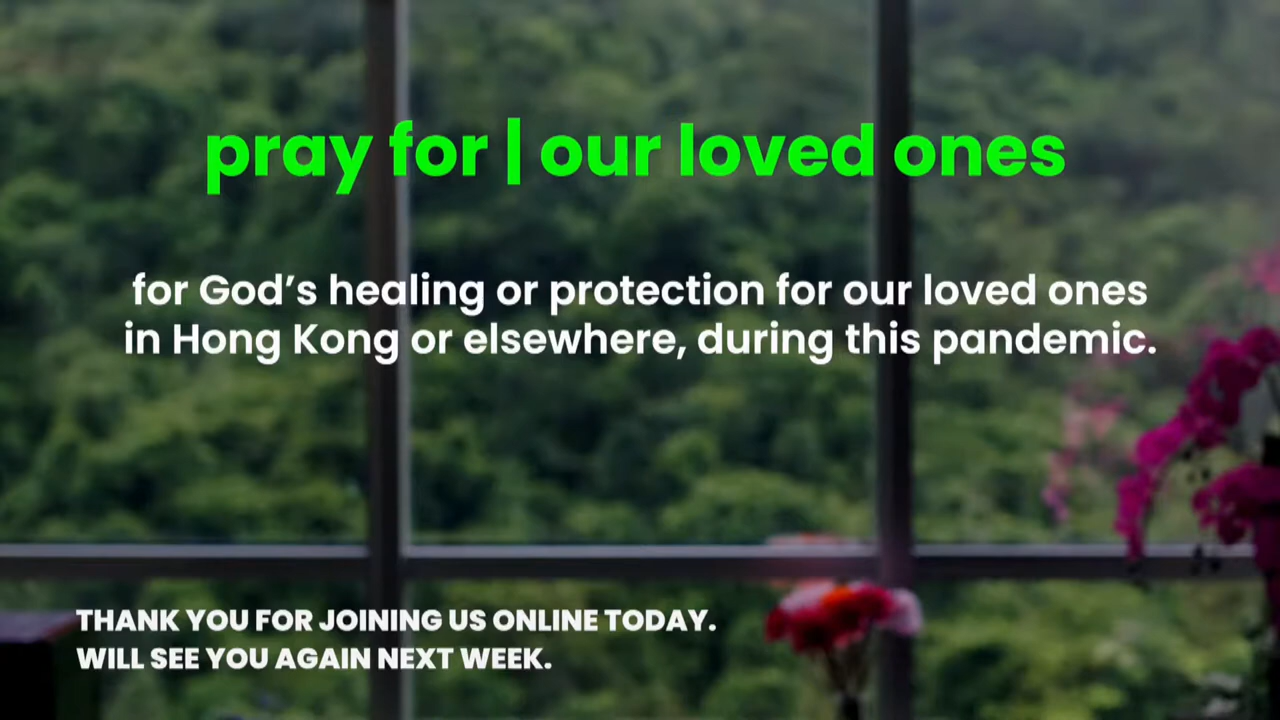 pray for | our loved ones
for God’s healing or protection for our loved ones
in Hong Kong or elsewhere, during this pandemic.
THANK YOU FOR JOINING US ONLINE TODAY.
WILL SEE YOU AGAIN NEXT WEEK.